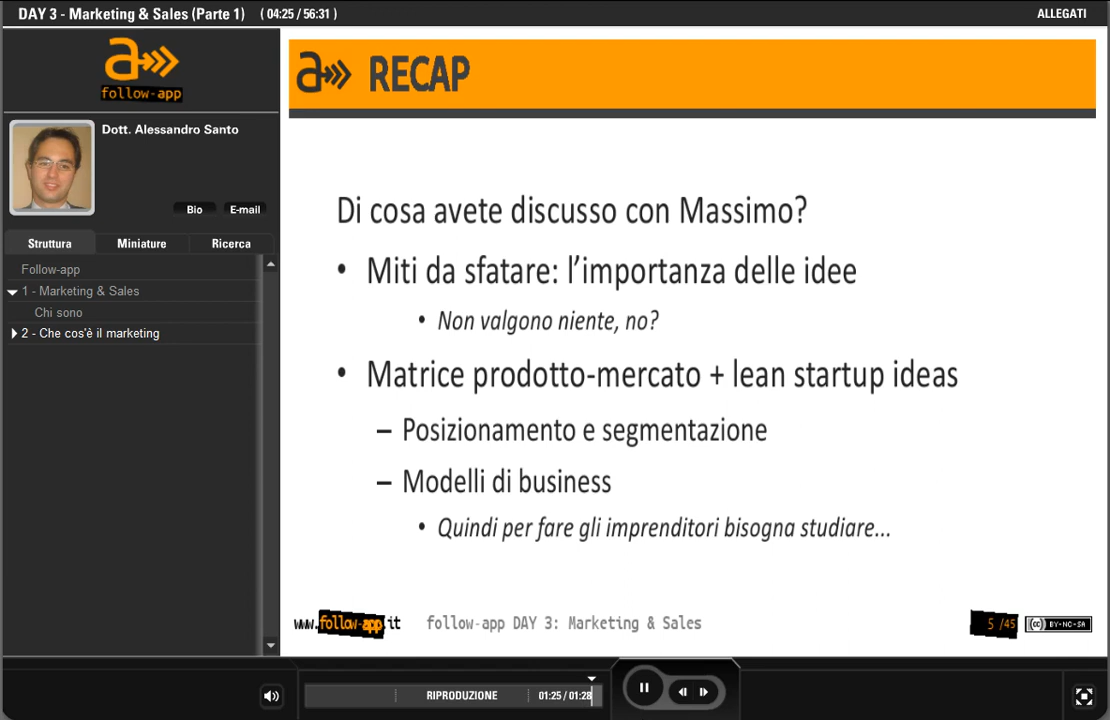 DAY 3 - Marketing & Sales (Parte 1) ( 04:25 / 56:31 )
ALLEGATI
a
follow-app
Dott. Alessandro Santo
Bio
E-mail
Struttura
Miniature
Ricerca
Follow-app
1 - Marketing & Sales
Chi sono
2 - Che cos'è il marketing
a RECAP
Di cosa avete discusso con Massimo?
• Miti da sfatare: l’importanza delle idee
• Non valgono niente, no?
• Matrice prodotto-mercato + lean startup ideas
– Posizionamento e segmentazione
– Modelli di business
• Quindi per fare gli imprenditori bisogna studiare…
www.follow-app.it
follow-app DAY 3: Marketing & Sales
5 /45
(cc) BY-NC-SA
RIPRODUZIONE
01:25 / 01:28